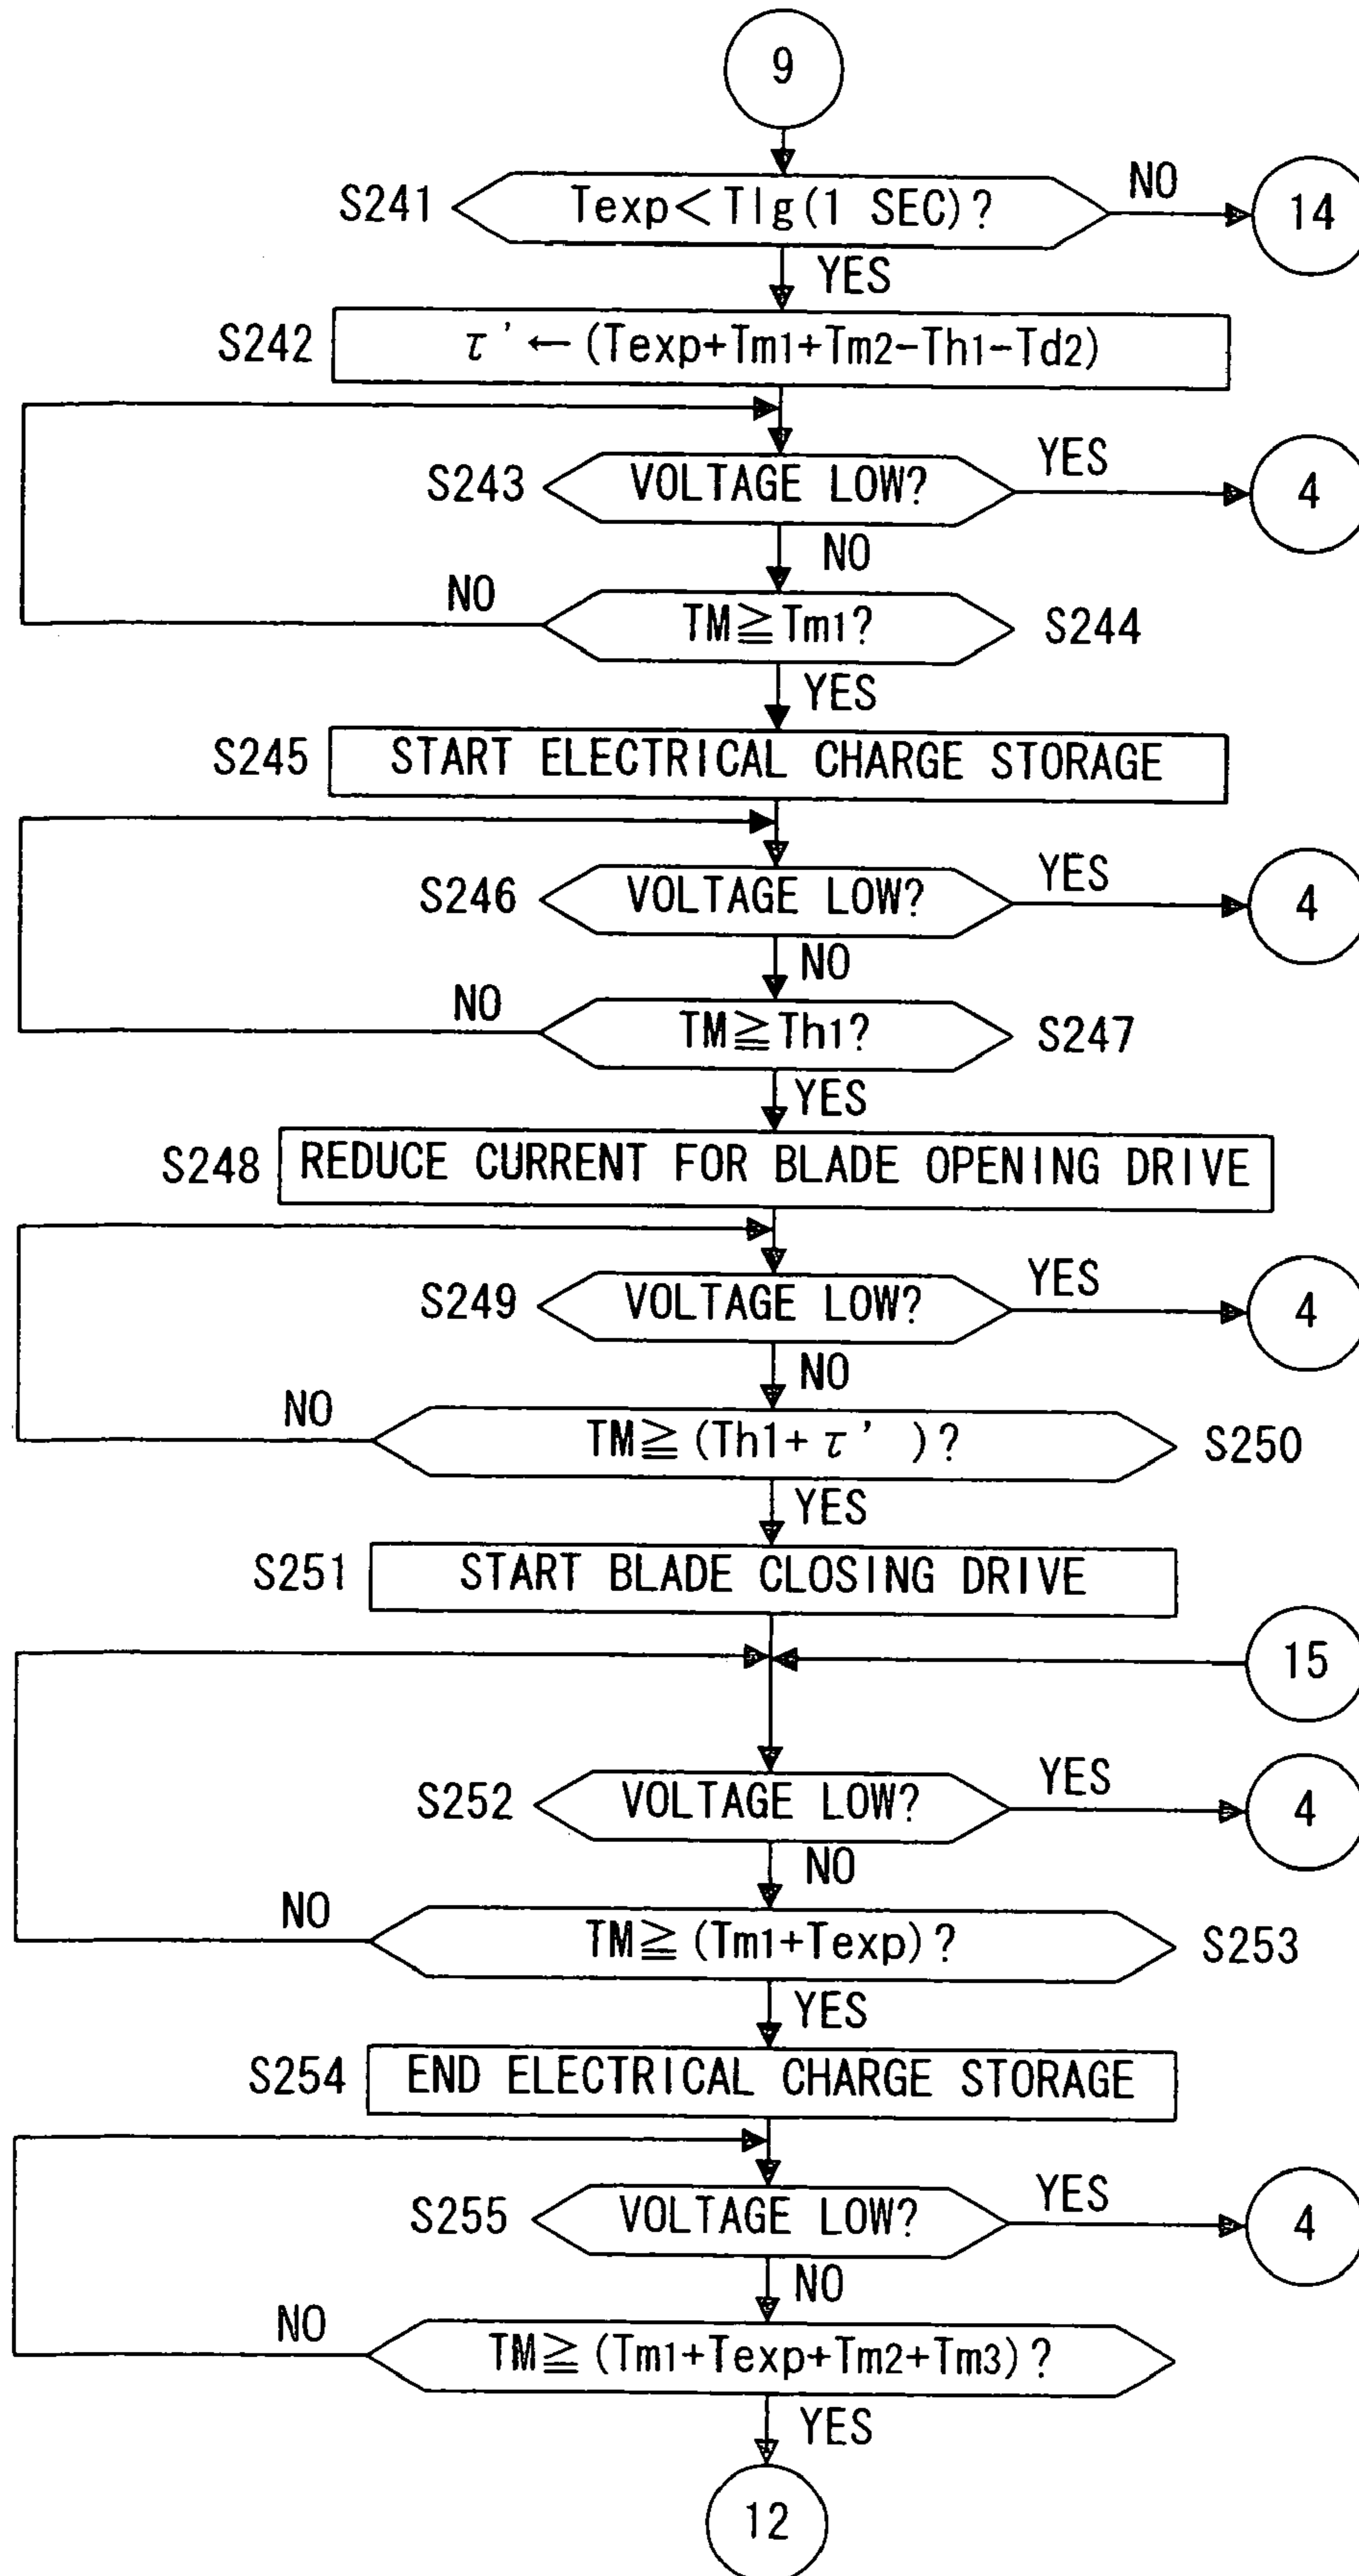 9
S241 Texp<Tlg(1 SEC)? NO 14
YES
S242 τ'←(Texp+Tm1+Tm2-Th1-Td2)
S243 VOLTAGE LOW? YES 4
NO
NO TM≧Tm1? S244
YES
S245 START ELECTRICAL CHARGE STORAGE
S246 VOLTAGE LOW? YES 4
NO
NO TM≧Th1? S247
YES
S248 REDUCE CURRENT FOR BLADE OPENING DRIVE
S249 VOLTAGE LOW? YES 4
NO
NO TM≧(Th1+τ')? S250
YES
S251 START BLADE CLOSING DRIVE
15
S252 VOLTAGE LOW? YES 4
NO
NO TM≧(Tm1+Texp)? S253
YES
S254 END ELECTRICAL CHARGE STORAGE
S255 VOLTAGE LOW? YES 4
NO
NO TM≧(Tm1+Texp+Tm2+Tm3)?
YES
12